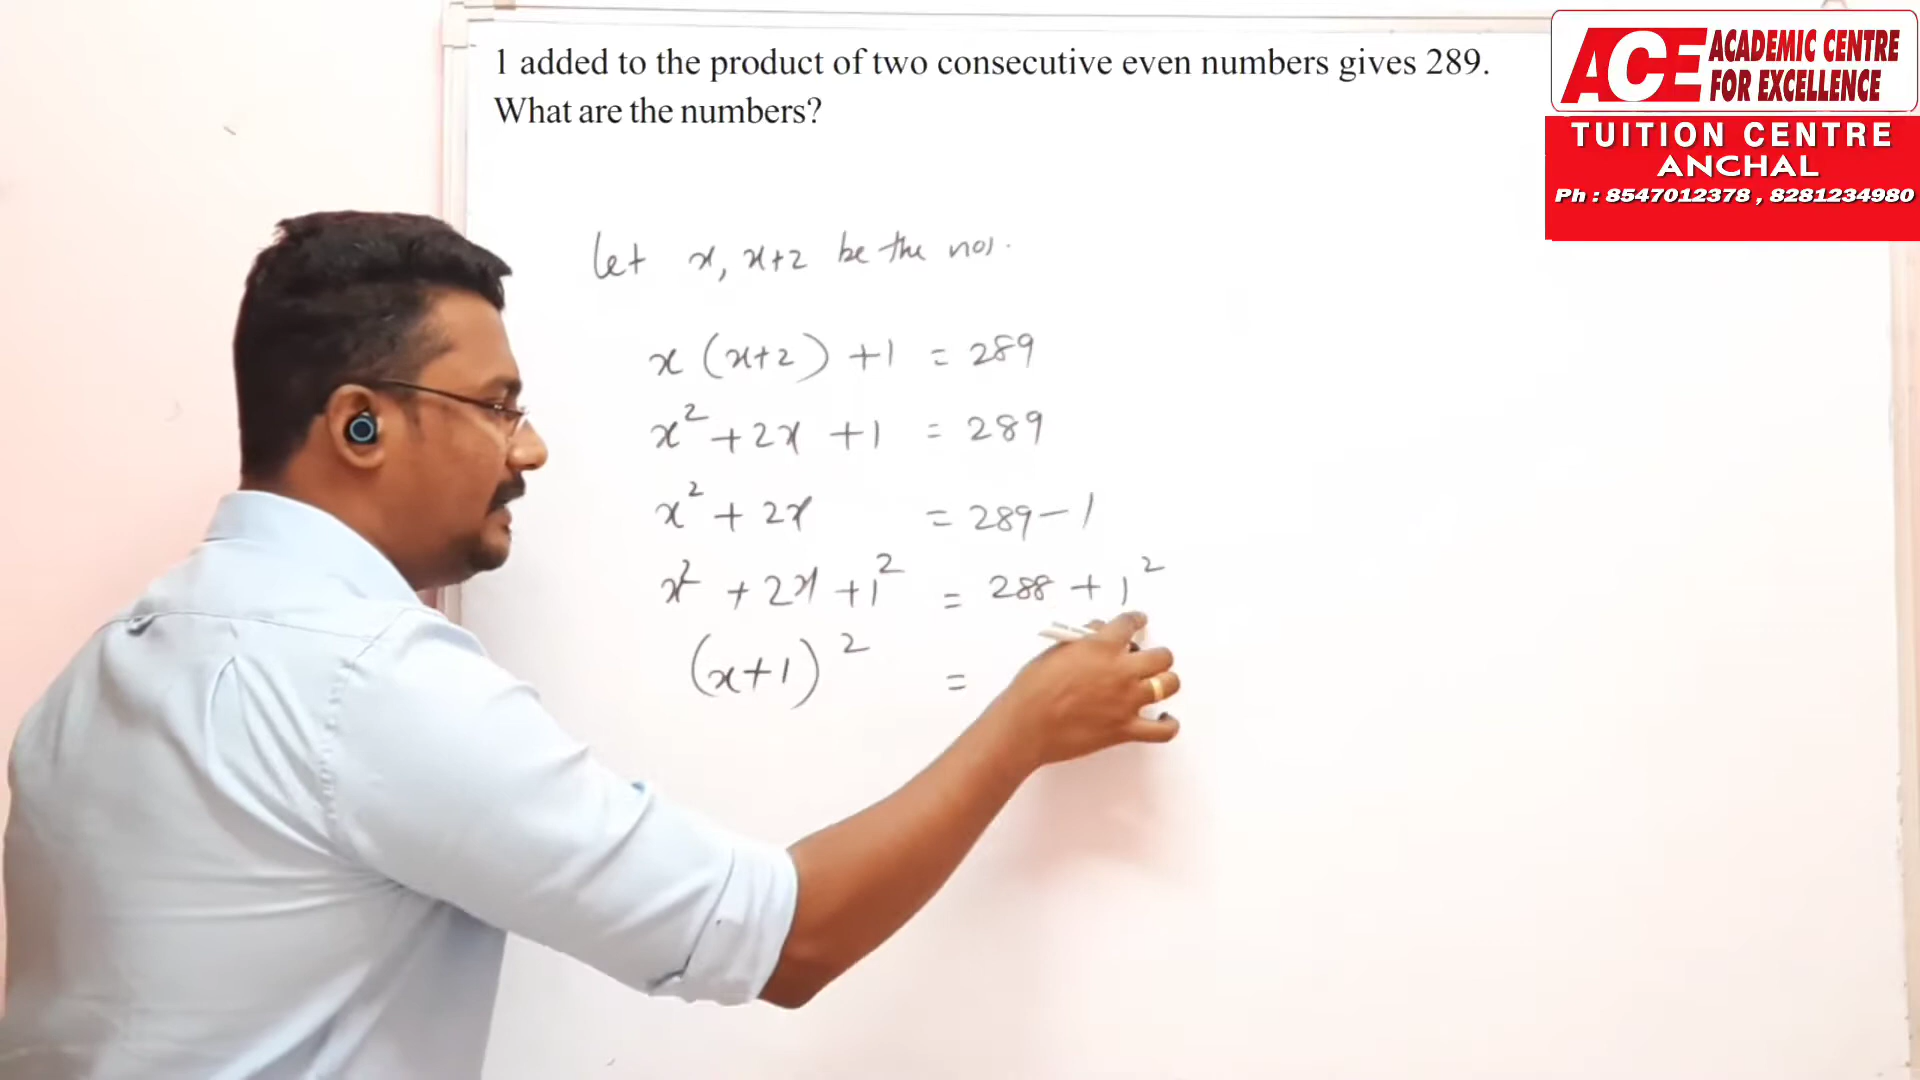 1 added to the product of two consecutive even numbers gives 289.
What are the numbers?
ACE ACADEMIC CENTRE
FOR EXCELLENCE
TUITION CENTRE
ANCHAL
Ph : 8547012378 , 8281234980
Let x, x+2 be the nos.
x (x+2) +1 = 289
x² + 2x + 1 = 289
x² + 2x = 289 - 1
x² + 2x + 1² = 288 + 1²
(x+1)² =